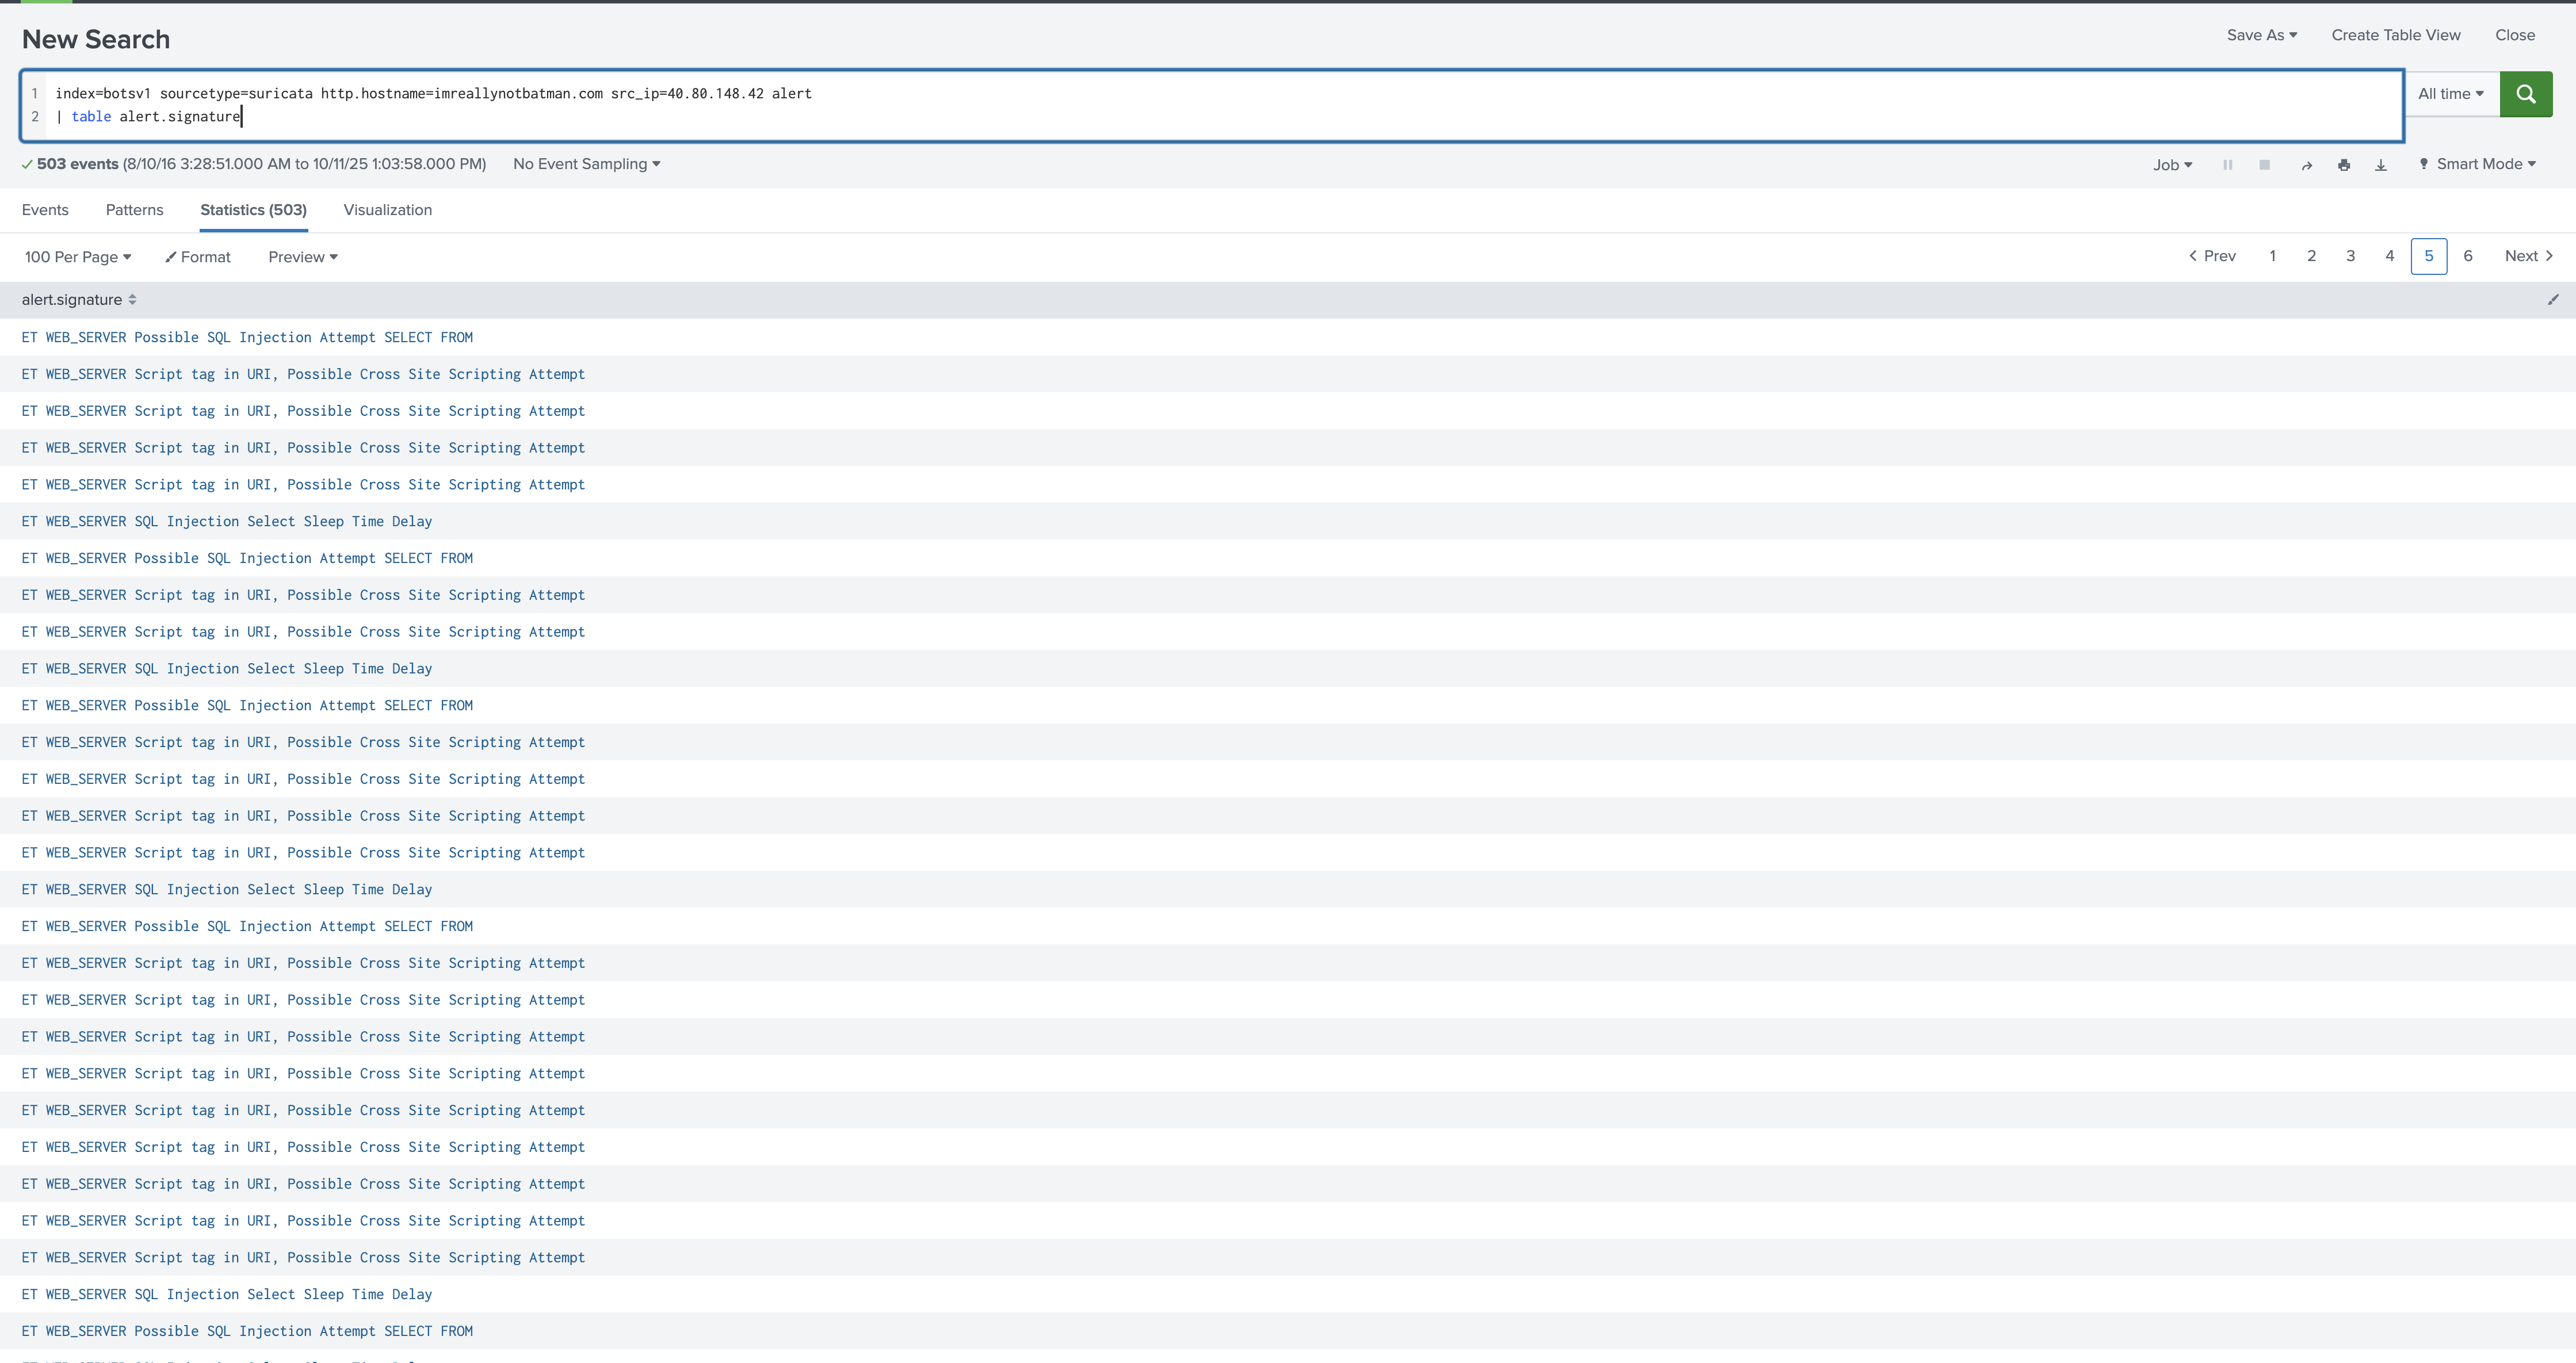 New Search
Save As Create Table View Close
1 index=botsv1 sourcetype=suricata http.hostname=imreallynotbatman.com src_ip=40.80.148.42 alert
2 | table alert.signature
All time
503 events (8/10/16 3:28:51.000 AM to 10/11/25 1:03:58.000 PM) No Event Sampling
Job Smart Mode
Events Patterns Statistics (503) Visualization
100 Per Page Format Preview
Prev 1 2 3 4 5 6 Next
alert.signature
ET WEB_SERVER Possible SQL Injection Attempt SELECT FROM
ET WEB_SERVER Script tag in URI, Possible Cross Site Scripting Attempt
ET WEB_SERVER Script tag in URI, Possible Cross Site Scripting Attempt
ET WEB_SERVER Script tag in URI, Possible Cross Site Scripting Attempt
ET WEB_SERVER Script tag in URI, Possible Cross Site Scripting Attempt
ET WEB_SERVER SQL Injection Select Sleep Time Delay
ET WEB_SERVER Possible SQL Injection Attempt SELECT FROM
ET WEB_SERVER Script tag in URI, Possible Cross Site Scripting Attempt
ET WEB_SERVER Script tag in URI, Possible Cross Site Scripting Attempt
ET WEB_SERVER SQL Injection Select Sleep Time Delay
ET WEB_SERVER Possible SQL Injection Attempt SELECT FROM
ET WEB_SERVER Script tag in URI, Possible Cross Site Scripting Attempt
ET WEB_SERVER Script tag in URI, Possible Cross Site Scripting Attempt
ET WEB_SERVER Script tag in URI, Possible Cross Site Scripting Attempt
ET WEB_SERVER Script tag in URI, Possible Cross Site Scripting Attempt
ET WEB_SERVER SQL Injection Select Sleep Time Delay
ET WEB_SERVER Possible SQL Injection Attempt SELECT FROM
ET WEB_SERVER Script tag in URI, Possible Cross Site Scripting Attempt
ET WEB_SERVER Script tag in URI, Possible Cross Site Scripting Attempt
ET WEB_SERVER Script tag in URI, Possible Cross Site Scripting Attempt
ET WEB_SERVER Script tag in URI, Possible Cross Site Scripting Attempt
ET WEB_SERVER Script tag in URI, Possible Cross Site Scripting Attempt
ET WEB_SERVER Script tag in URI, Possible Cross Site Scripting Attempt
ET WEB_SERVER Script tag in URI, Possible Cross Site Scripting Attempt
ET WEB_SERVER Script tag in URI, Possible Cross Site Scripting Attempt
ET WEB_SERVER Script tag in URI, Possible Cross Site Scripting Attempt
ET WEB_SERVER SQL Injection Select Sleep Time Delay
ET WEB_SERVER Possible SQL Injection Attempt SELECT FROM